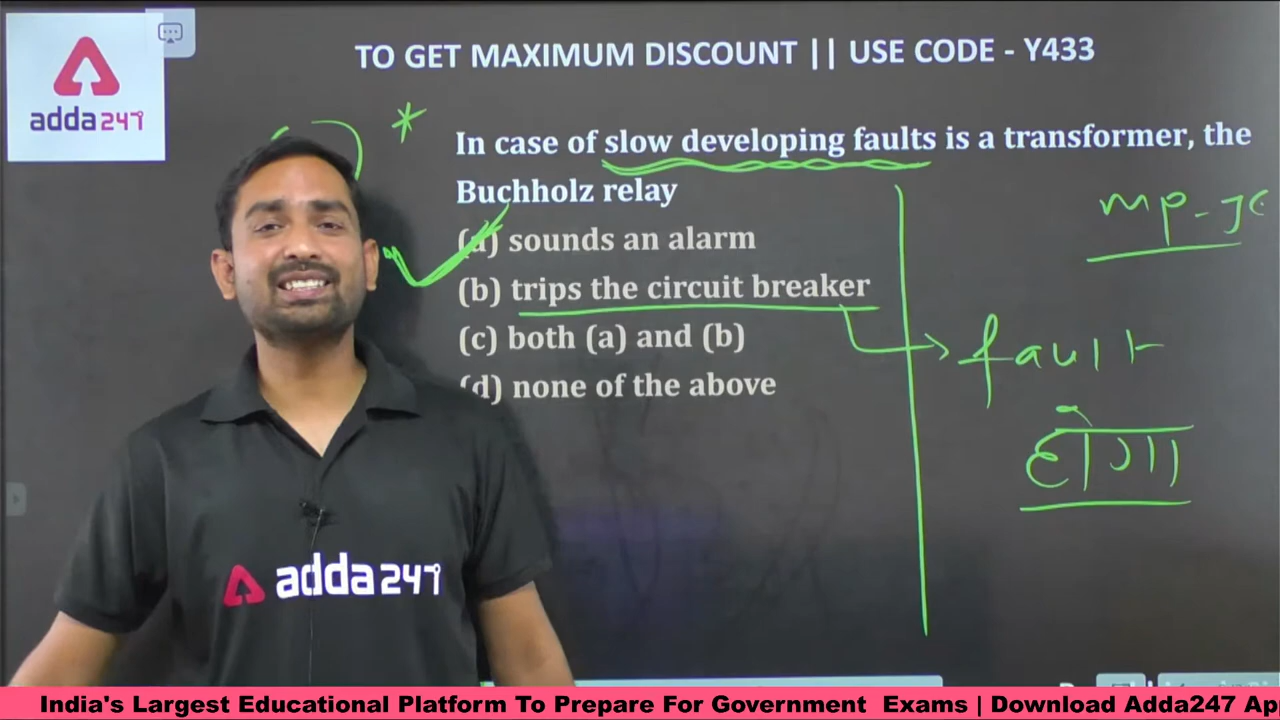 adda247
TO GET MAXIMUM DISCOUNT || USE CODE - Y433
In case of slow developing faults is a transformer, the
Buchholz relay
(a) sounds an alarm
(b) trips the circuit breaker
(c) both (a) and (b)
(d) none of the above
mp-je
fault
होगा
adda247
India's Largest Educational Platform To Prepare For Government Exams | Download Adda247 Ap